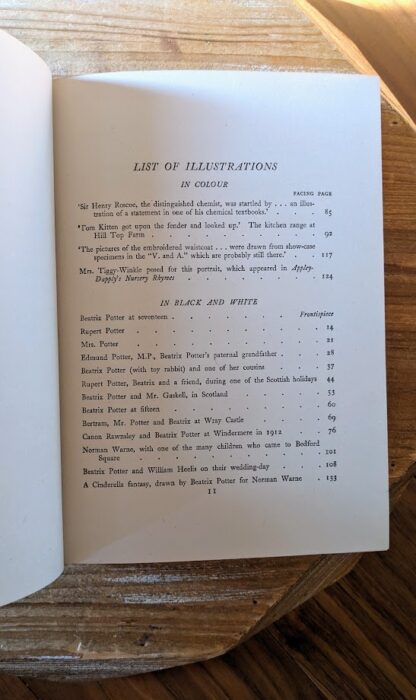 LIST OF ILLUSTRATIONS
IN COLOUR
FACING PAGE
'Sir Henry Roscoe, the distinguished chemist, was startled by . . . an illus-
tration of a statement in one of his chemical textbooks.' . . . 85
'Tom Kitten got upon the fender and looked up.' The kitchen range at
Hill Top Farm . . . . . . . . . 92
'The pictures of the embroidered waistcoat . . . were drawn from show-case
specimens in the "V. and A." which are probably still there.' . . 117
Mrs. Tiggy-Winkle posed for this portrait, which appeared in Appley-
Dapply's Nursery Rhymes . . . . . . . . 124
IN BLACK AND WHITE
Beatrix Potter at seventeen . . . . . . Frontispiece
Rupert Potter . . . . . . . . . 14
Mrs. Potter . . . . . . . . . 21
Edmund Potter, M.P., Beatrix Potter's paternal grandfather . . . 28
Beatrix Potter (with toy rabbit) and one of her cousins . . . 37
Rupert Potter, Beatrix and a friend, during one of the Scottish holidays 44
Beatrix Potter and Mr. Gaskell, in Scotland . . . . . 53
Beatrix Potter at fifteen . . . . . . . . 60
Bertram, Mr. Potter and Beatrix at Wray Castle . . . . 69
Canon Rawnsley and Beatrix Potter at Windermere in 1912 . . . 76
Norman Warne, with one of the many children who came to Bedford
Square . . . . . . . . . 101
Beatrix Potter and William Heelis on their wedding-day . . . 108
A Cinderella fantasy, drawn by Beatrix Potter for Norman Warne . . 133
11